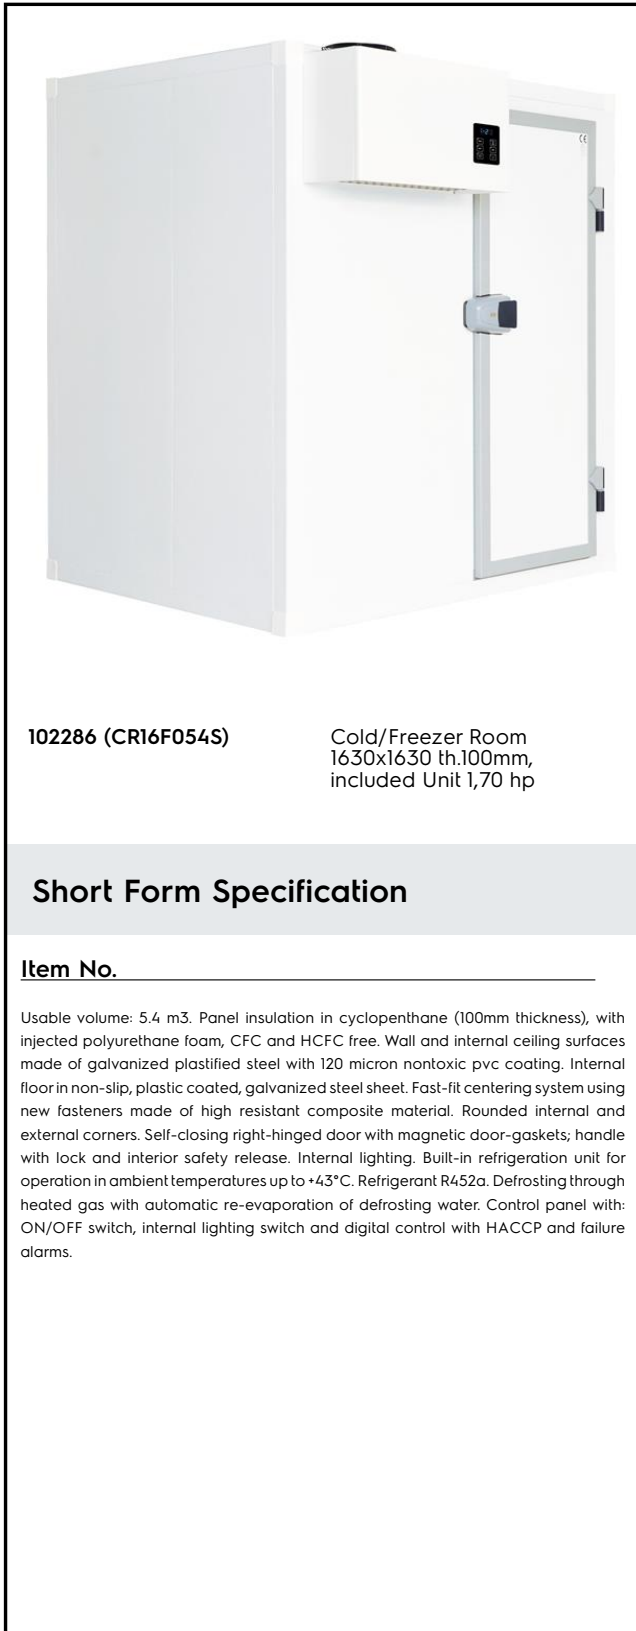 CE
102286 (CR16F054S)
Cold/Freezer Room
1630x1630 th.100mm,
included Unit 1,70 hp
Short Form Specification
Item No.
Usable volume: 5.4 m3. Panel insulation in cyclopenthane (100mm thickness), with
injected polyurethane foam, CFC and HCFC free. Wall and internal ceiling surfaces
made of galvanized plastified steel with 120 micron nontoxic pvc coating. Internal
floor in non-slip, plastic coated, galvanized steel sheet. Fast-fit centering system using
new fasteners made of high resistant composite material. Rounded internal and
external corners. Self-closing right-hinged door with magnetic door-gaskets; handle
with lock and interior safety release. Internal lighting. Built-in refrigeration unit for
operation in ambient temperatures up to +43°C. Refrigerant R452a. Defrosting through
heated gas with automatic re-evaporation of defrosting water. Control panel with:
ON/OFF switch, internal lighting switch and digital control with HACCP and failure
alarms.